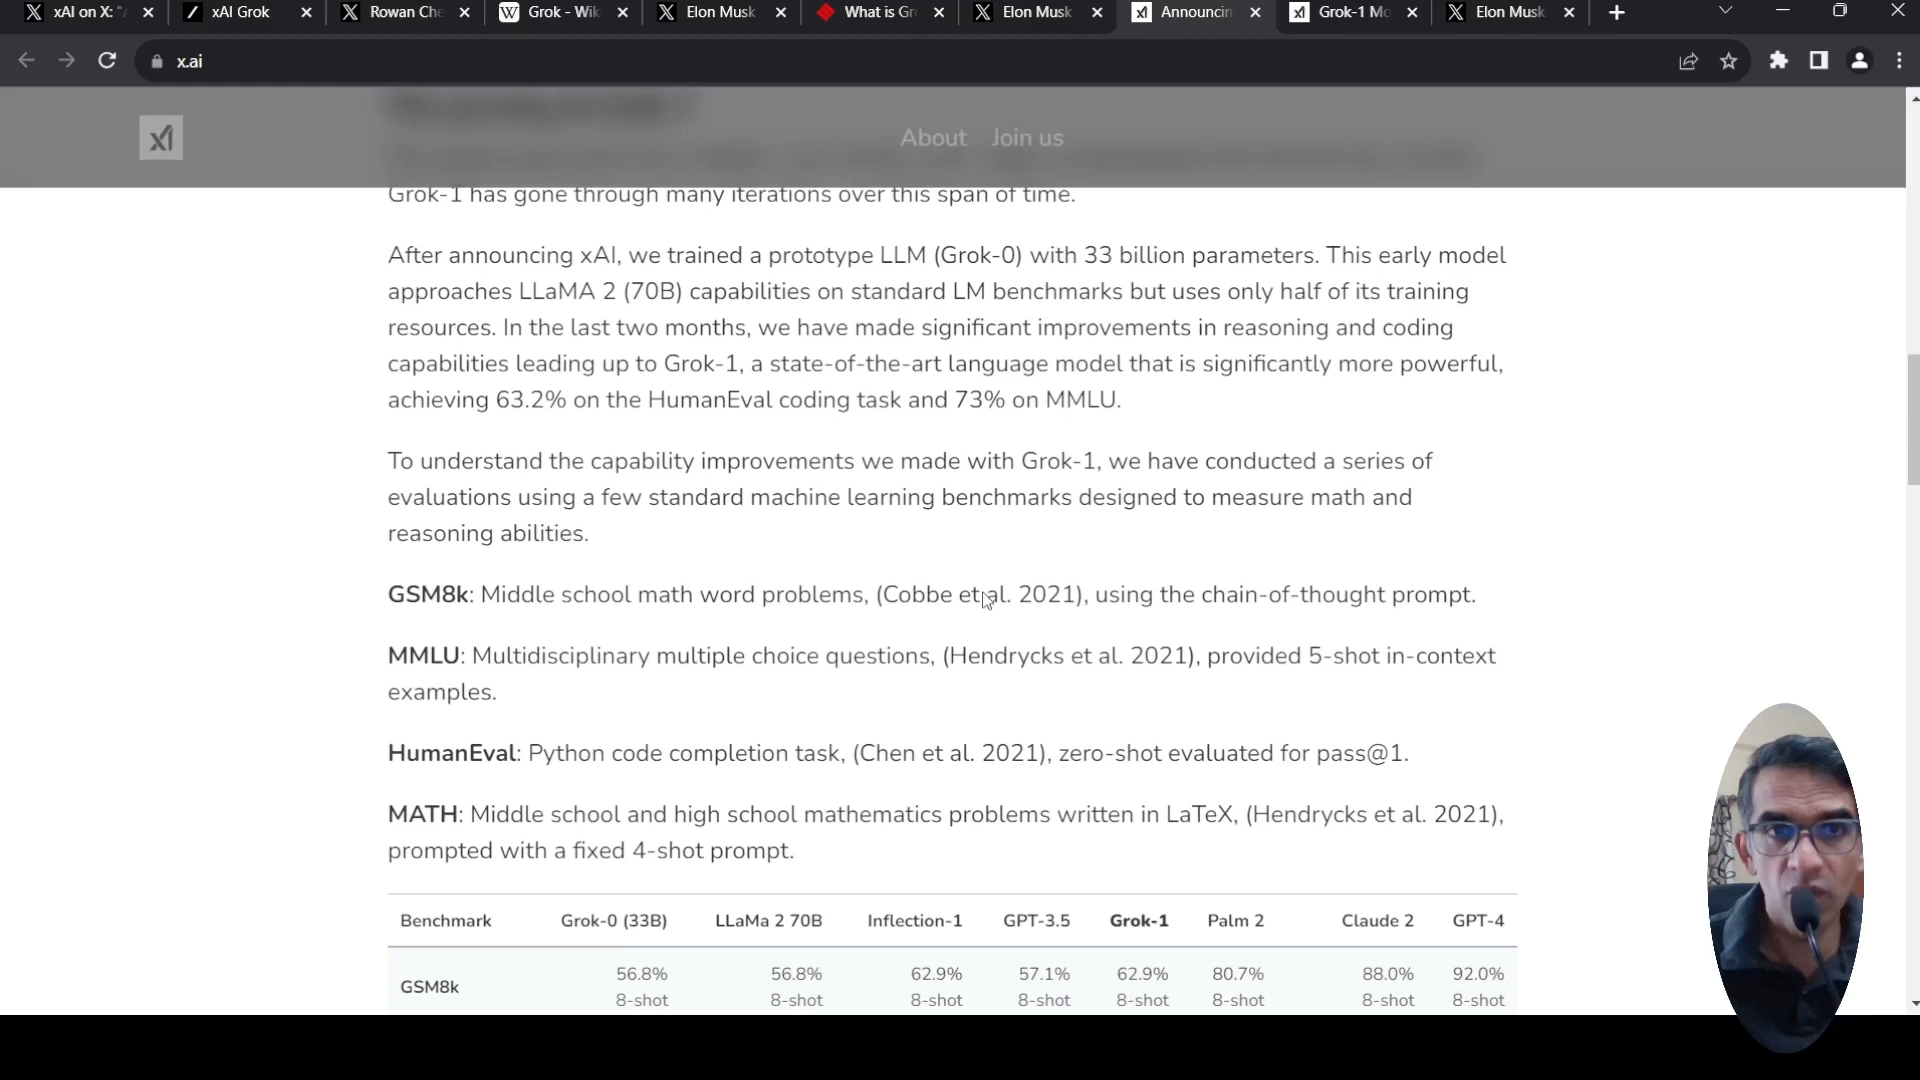 xAI on X: "
xAI Grok
Rowan Che
Grok - Wiki
Elon Musk
What is Gr
Elon Musk
Announcin
Grok-1 Mo
Elon Musk
x.ai
xI
About Join us
Grok-1 has gone through many iterations over this span of time.
After announcing xAI, we trained a prototype LLM (Grok-0) with 33 billion parameters. This early model
approaches LLaMA 2 (70B) capabilities on standard LM benchmarks but uses only half of its training
resources. In the last two months, we have made significant improvements in reasoning and coding
capabilities leading up to Grok-1, a state-of-the-art language model that is significantly more powerful,
achieving 63.2% on the HumanEval coding task and 73% on MMLU.
To understand the capability improvements we made with Grok-1, we have conducted a series of
evaluations using a few standard machine learning benchmarks designed to measure math and
reasoning abilities.
GSM8k: Middle school math word problems, (Cobbe et al. 2021), using the chain-of-thought prompt.
MMLU: Multidisciplinary multiple choice questions, (Hendrycks et al. 2021), provided 5-shot in-context
examples.
HumanEval: Python code completion task, (Chen et al. 2021), zero-shot evaluated for pass@1.
MATH: Middle school and high school mathematics problems written in LaTeX, (Hendrycks et al. 2021),
prompted with a fixed 4-shot prompt.
Benchmark Grok-0 (33B) LLaMa 2 70B Inflection-1 GPT-3.5 Grok-1 Palm 2 Claude 2 GPT-4
GSM8k 56.8% 56.8% 62.9% 57.1% 62.9% 80.7% 88.0% 92.0%
8-shot 8-shot 8-shot 8-shot 8-shot 8-shot 8-shot 8-shot